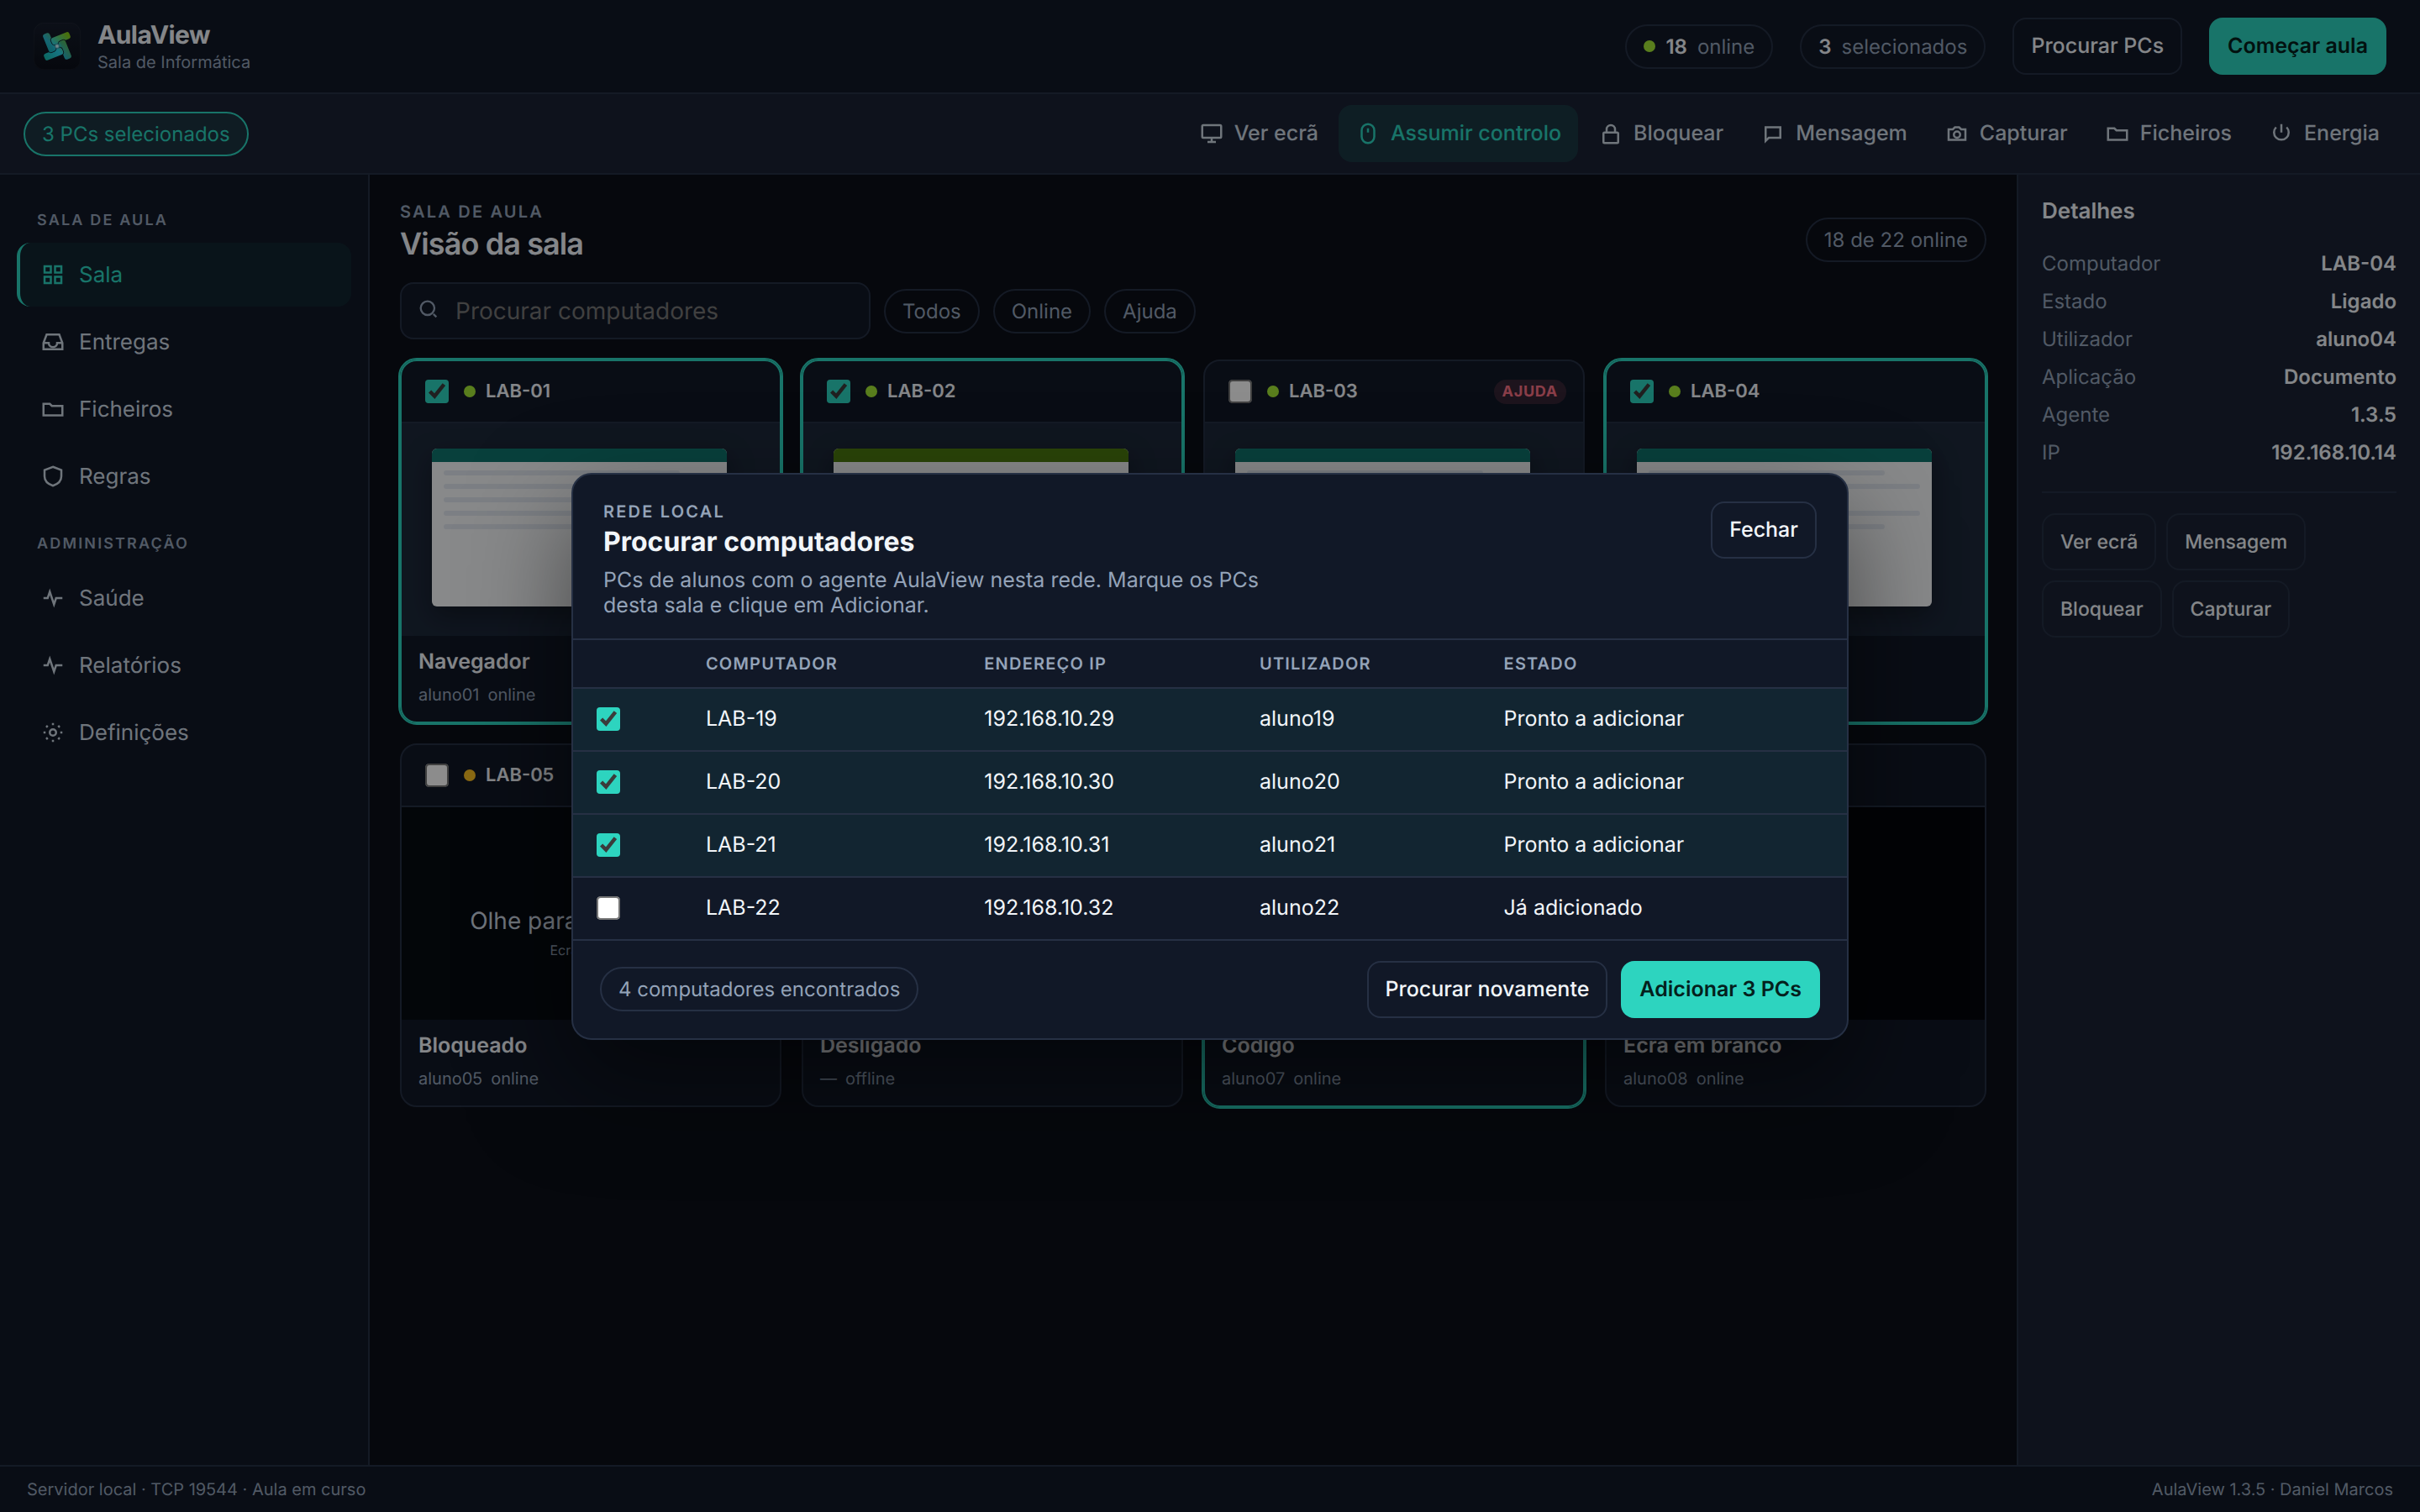 AulaView
Sala de Informática
18 online
3 selecionados
Procurar PCs
Começar aula
3 PCs selecionados
Ver ecrã
Assumir controlo
Bloquear
Mensagem
Capturar
Ficheiros
Energia
SALA DE AULA
Sala
Entregas
Ficheiros
Regras
ADMINISTRAÇÃO
Saúde
Relatórios
Definições
SALA DE AULA
Visão da sala
18 de 22 online
Procurar computadores
Todos
Online
Ajuda
LAB-01
LAB-02
LAB-03
AJUDA
LAB-04
Navegador
aluno01 online
LAB-05
Olhe para
Ecr
Bloqueado
aluno05 online
Desligado
— offline
Código
aluno07 online
Ecrã em branco
aluno08 online
REDE LOCAL
Procurar computadores
PCs de alunos com o agente AulaView nesta rede. Marque os PCs
desta sala e clique em Adicionar.
Fechar
COMPUTADOR ENDEREÇO IP UTILIZADOR ESTADO
LAB-19 192.168.10.29 aluno19 Pronto a adicionar
LAB-20 192.168.10.30 aluno20 Pronto a adicionar
LAB-21 192.168.10.31 aluno21 Pronto a adicionar
LAB-22 192.168.10.32 aluno22 Já adicionado
4 computadores encontrados
Procurar novamente
Adicionar 3 PCs
Detalhes
Computador LAB-04
Estado Ligado
Utilizador aluno04
Aplicação Documento
Agente 1.3.5
IP 192.168.10.14
Ver ecrã
Mensagem
Bloquear
Capturar
Servidor local · TCP 19544 · Aula em curso
AulaView 1.3.5 · Daniel Marcos